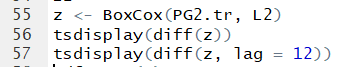 55 z <- BoxCox(PG2.tr, L2)
56 tsdisplay(diff(z))
57 tsdisplay(diff(z, lag = 12))